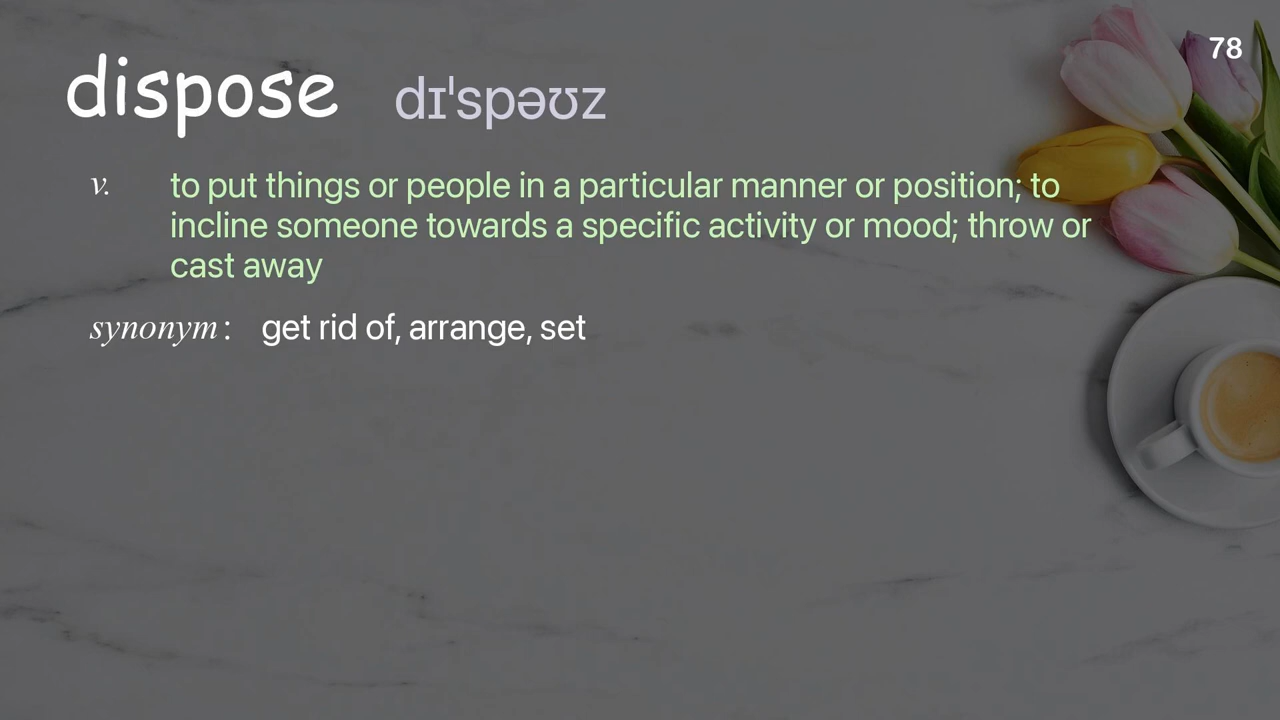 78
dispose dɪˈspəʊz
v. to put things or people in a particular manner or position; to
incline someone towards a specific activity or mood; throw or
cast away
synonym: get rid of, arrange, set